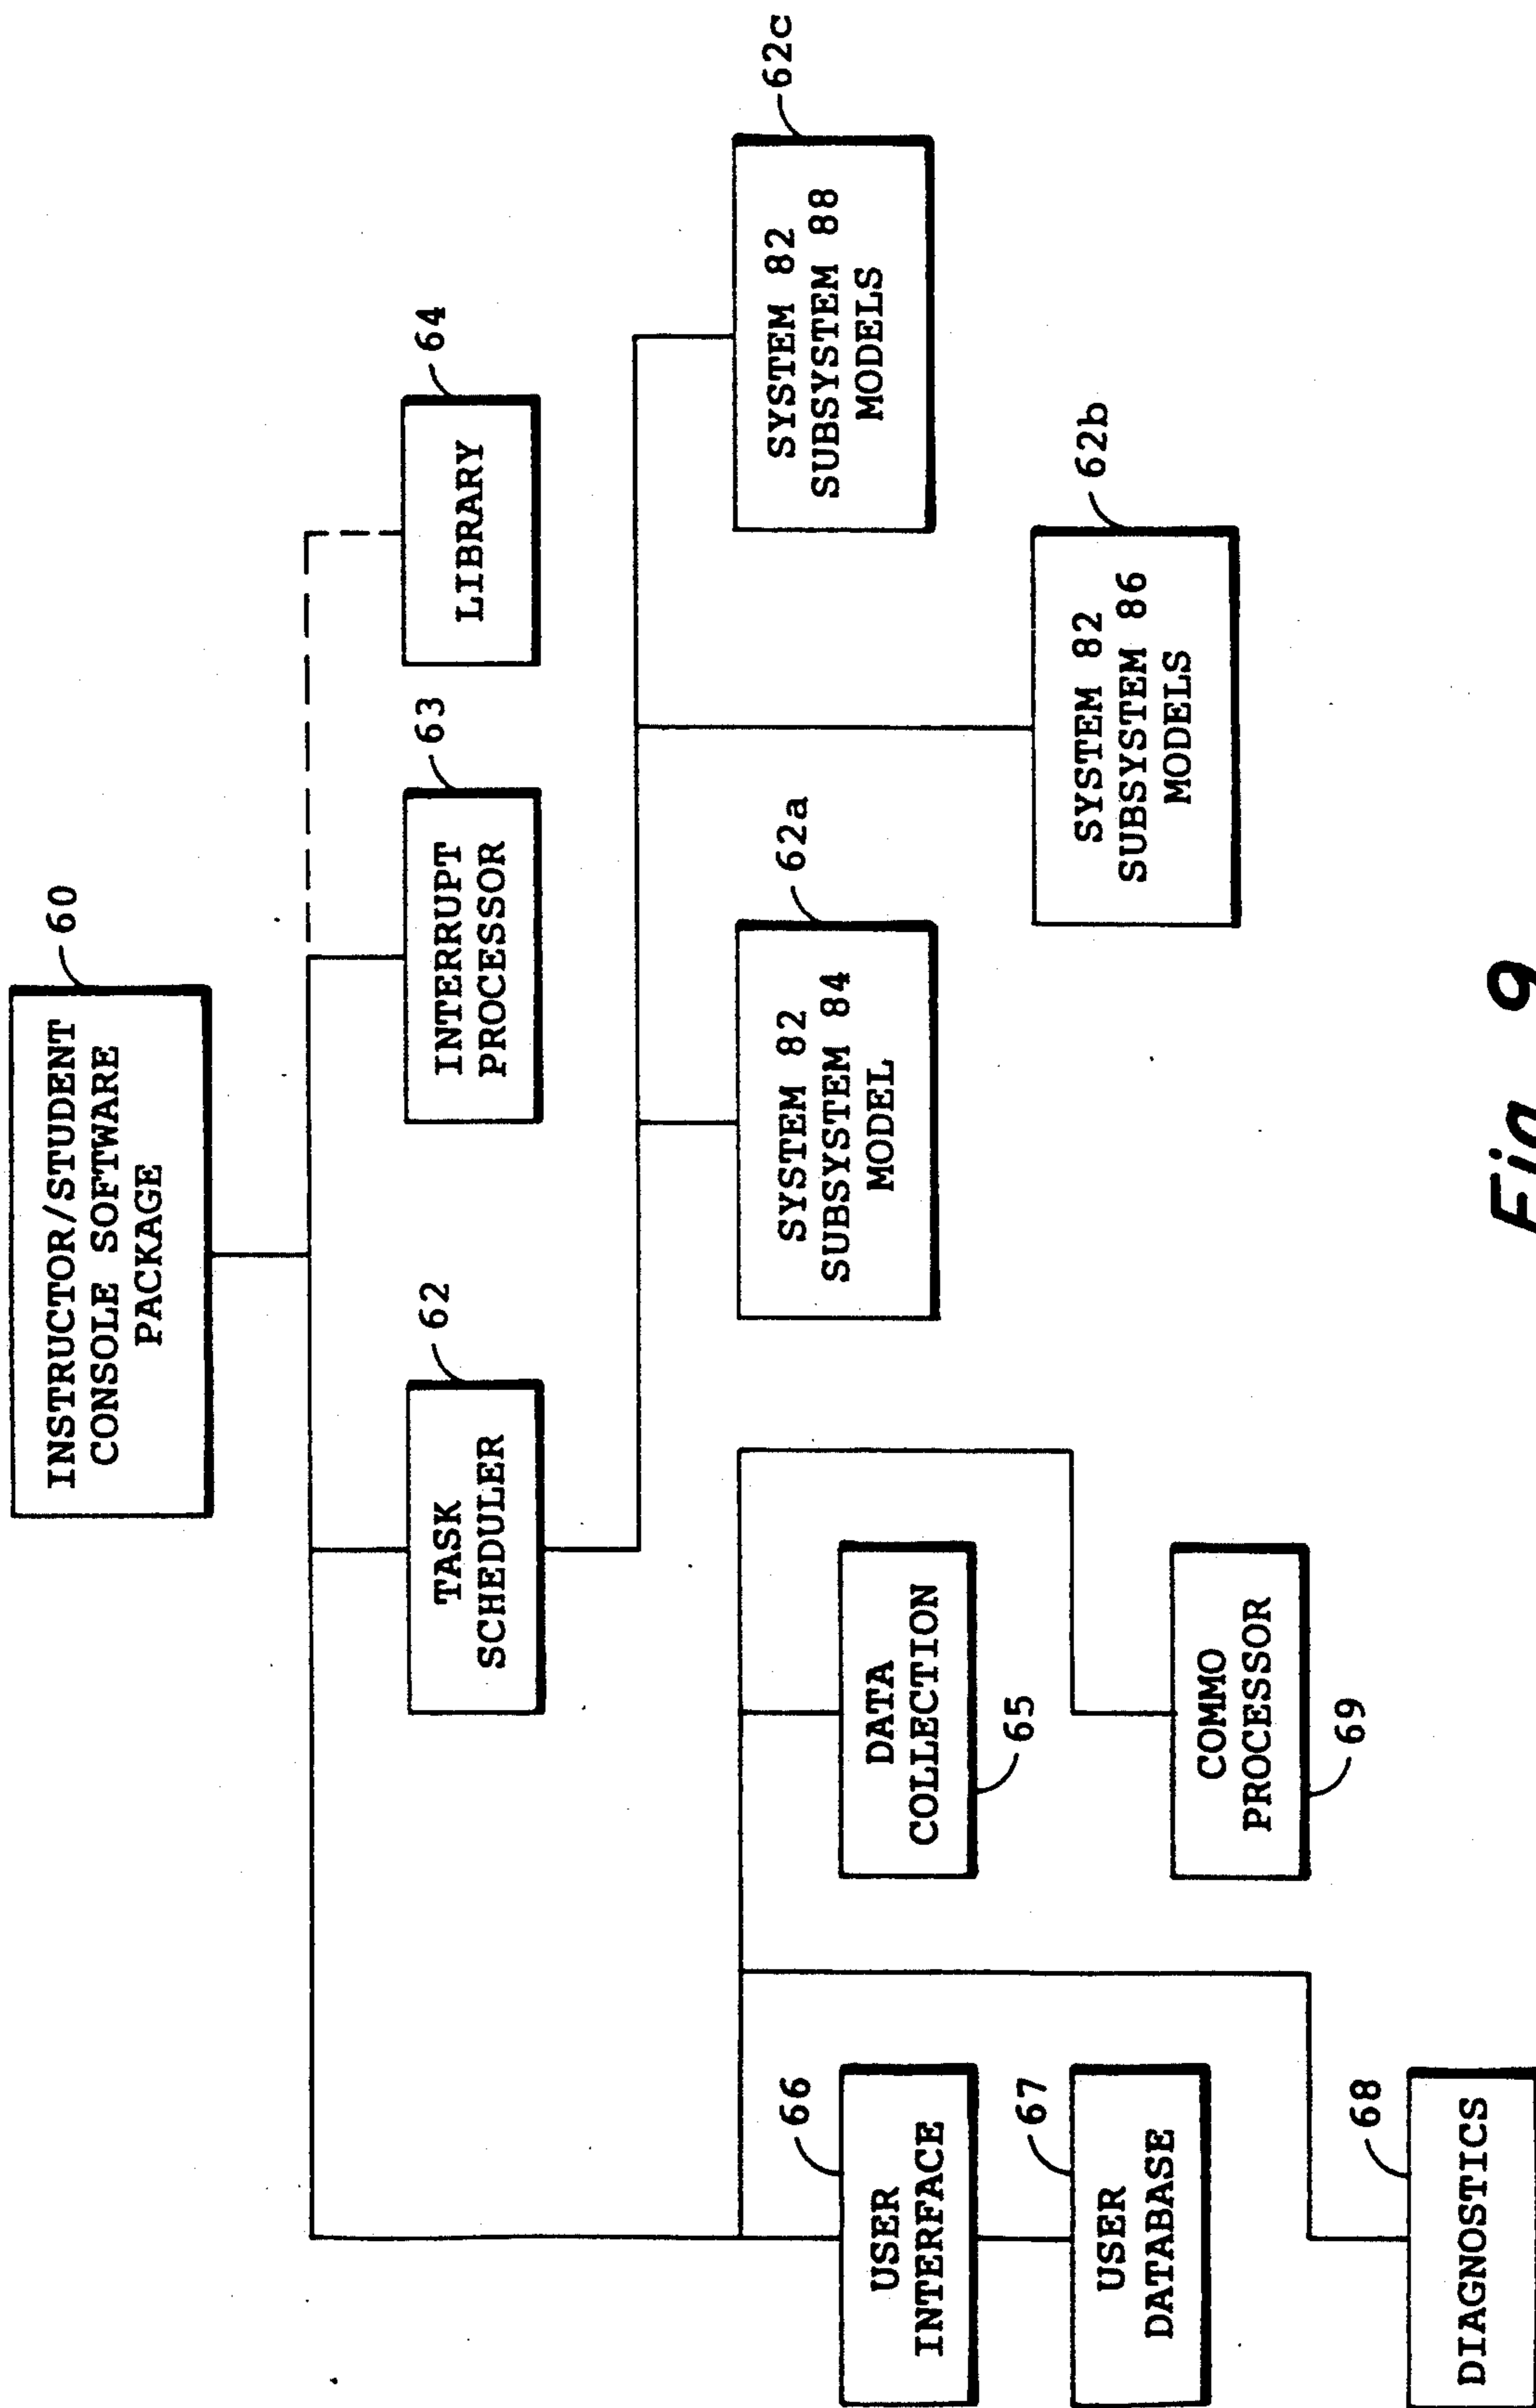 INSTRUCTOR/STUDENT
CONSOLE SOFTWARE
PACKAGE
60
TASK
SCHEDULER
62
INTERRUPT
PROCESSOR
63
LIBRARY
64
SYSTEM 82
SUBSYSTEM 84
MODEL
62a
SYSTEM 82
SUBSYSTEM 86
MODELS
62b
SYSTEM 82
SUBSYSTEM 88
MODELS
62c
USER
INTERFACE
66
DATA
COLLECTION
65
USER
DATABASE
67
COMMO
PROCESSOR
69
DIAGNOSTICS
68
Fig. 9